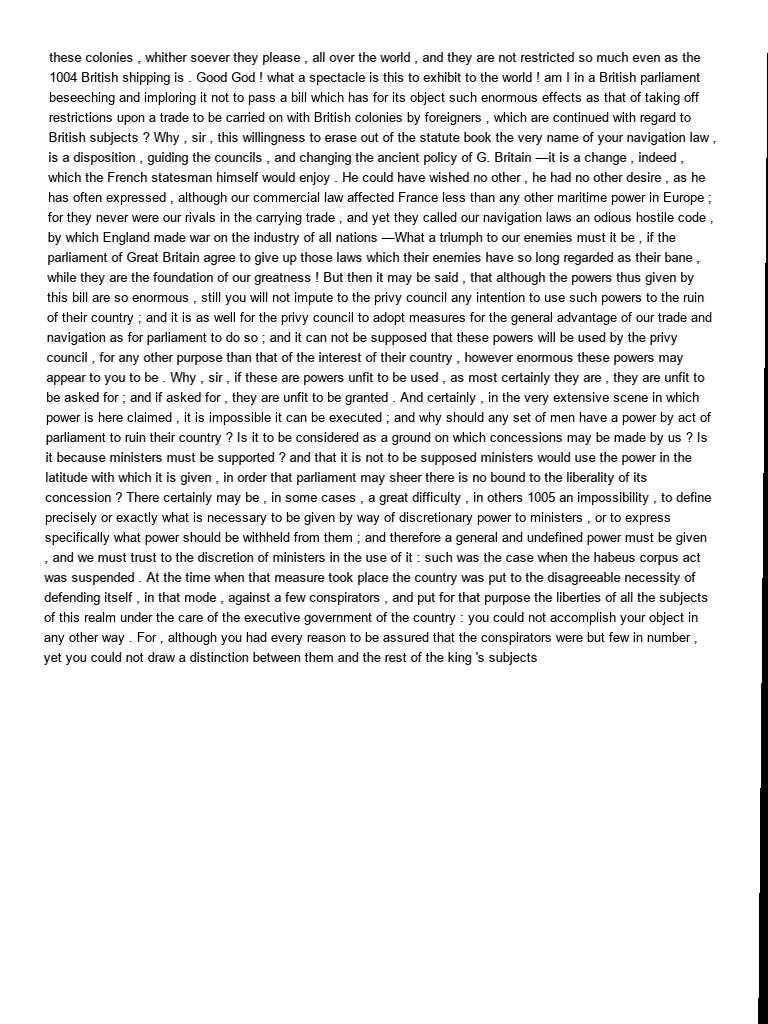 these colonies , whither soever they please , all over the world , and they are not restricted so much even as the
1004 British shipping is . Good God ! what a spectacle is this to exhibit to the world ! am I in a British parliament
beseeching and imploring it not to pass a bill which has for its object such enormous effects as that of taking off
restrictions upon a trade to be carried on with British colonies by foreigners , which are continued with regard to
British subjects ? Why , sir , this willingness to erase out of the statute book the very name of your navigation law ,
is a disposition , guiding the councils , and changing the ancient policy of G. Britain —it is a change , indeed ,
which the French statesman himself would enjoy . He could have wished no other , he had no other desire , as he
has often expressed , although our commercial law affected France less than any other maritime power in Europe ;
for they never were our rivals in the carrying trade , and yet they called our navigation laws an odious hostile code ,
by which England made war on the industry of all nations —What a triumph to our enemies must it be , if the
parliament of Great Britain agree to give up those laws which their enemies have so long regarded as their bane ,
while they are the foundation of our greatness ! But then it may be said , that although the powers thus given by
this bill are so enormous , still you will not impute to the privy council any intention to use such powers to the ruin
of their country ; and it is as well for the privy council to adopt measures for the general advantage of our trade and
navigation as for parliament to do so ; and it can not be supposed that these powers will be used by the privy
council , for any other purpose than that of the interest of their country , however enormous these powers may
appear to you to be . Why , sir , if these are powers unfit to be used , as most certainly they are , they are unfit to
be asked for ; and if asked for , they are unfit to be granted . And certainly , in the very extensive scene in which
power is here claimed , it is impossible it can be executed ; and why should any set of men have a power by act of
parliament to ruin their country ? Is it to be considered as a ground on which concessions may be made by us ? Is
it because ministers must be supported ? and that it is not to be supposed ministers would use the power in the
latitude with which it is given , in order that parliament may sheer there is no bound to the liberality of its
concession ? There certainly may be , in some cases , a great difficulty , in others 1005 an impossibility , to define
precisely or exactly what is necessary to be given by way of discretionary power to ministers , or to express
specifically what power should be withheld from them ; and therefore a general and undefined power must be given
, and we must trust to the discretion of ministers in the use of it : such was the case when the habeus corpus act
was suspended . At the time when that measure took place the country was put to the disagreeable necessity of
defending itself , in that mode , against a few conspirators , and put for that purpose the liberties of all the subjects
of this realm under the care of the executive government of the country : you could not accomplish your object in
any other way . For , although you had every reason to be assured that the conspirators were but few in number ,
yet you could not draw a distinction between them and the rest of the king 's subjects